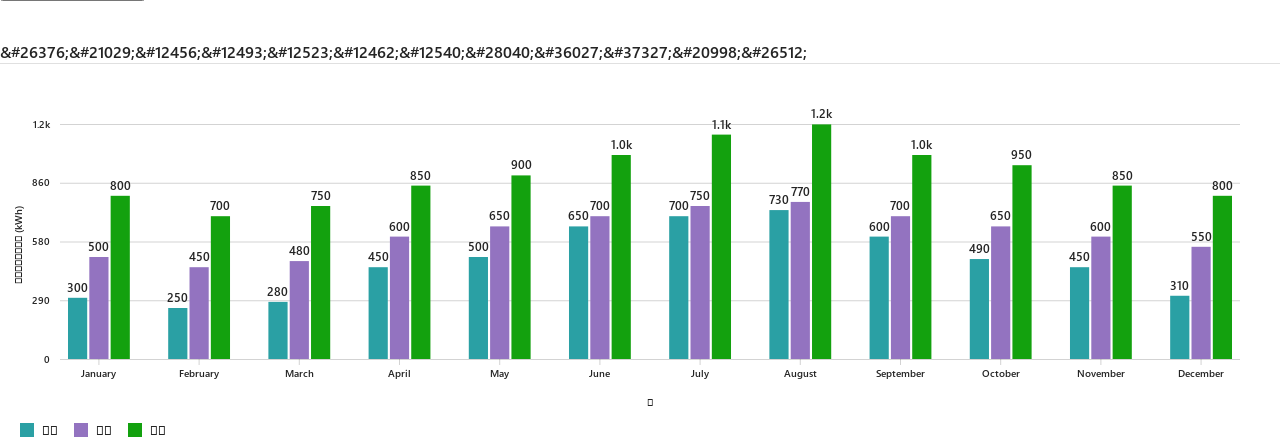 &#26376;&#21029;&#12456;&#12493;&#12523;&#12462;&#12540;&#28040;&#36027;&#37327;&#20998;&#26512;
1.2k
860
580
290
0
(kWh)
300 500 800
250 450 700
280 480 750
450 600 850
500 650 900
650 700 1.0k
700 750 1.1k
730 770 1.2k
600 700 1.0k
490 650 950
450 600 850
310 550 800
January February March April May June July August September October November December